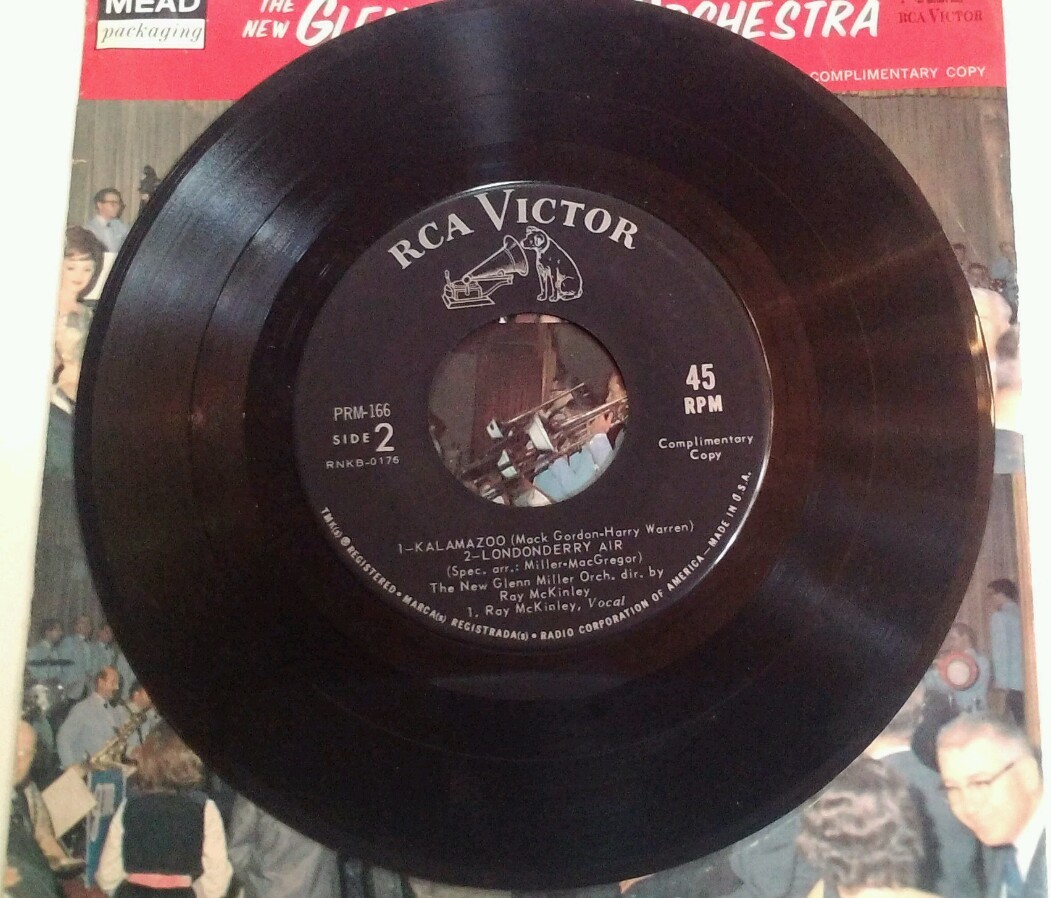 MEAD
packaging
THE
NEW
RCA VICTOR
COMPLIMENTARY COPY
RCA VICTOR
45
RPM
PRM-166
SIDE 2
RNKB-0176
Complimentary
Copy
1-KALAMAZOO (Mack Gordon-Harry Warren)
2-LONDONDERRY AIR
(Spec. arr.: Miller-MacGregor)
The New Glenn Miller Orch. dir. by
Ray McKinley
1, Ray McKinley, Vocal
TMK(s) ® REGISTERED • MARCA(s) REGISTRADA(s) • RADIO CORPORATION OF AMERICA—MADE IN U.S.A.